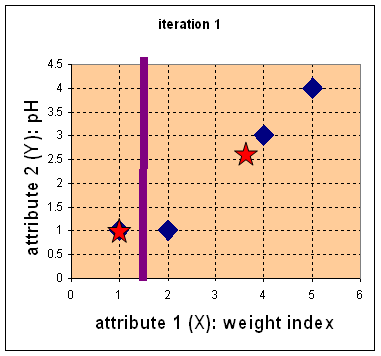 iteration 1
attribute 2 (Y): pH
4.5
4
3.5
3
2.5
2
1.5
1
0.5
0
0 1 2 3 4 5 6
attribute 1 (X): weight index